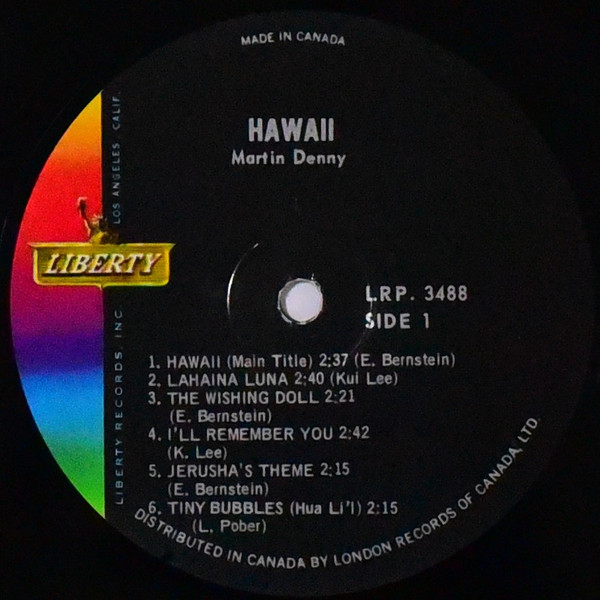 MADE IN CANADA
HAWAII
Martin Denny
LIBERTY
LRP. 3488
SIDE 1
1. HAWAII (Main Title) 2:37 (E. Bernstein)
2. LAHAINA LUNA 2:40 (Kui Lee)
3. THE WISHING DOLL 2:21
(E. Bernstein)
4. I'LL REMEMBER YOU 2:42
(K. Lee)
5. JERUSHA'S THEME 2:15
(E. Bernstein)
6. TINY BUBBLES (Hua Li'l) 2:15
(L. Pober)
LIBERTY RECORDS, INC. LOS ANGELES, CALIF.
DISTRIBUTED IN CANADA BY LONDON RECORDS OF CANADA, LTD.